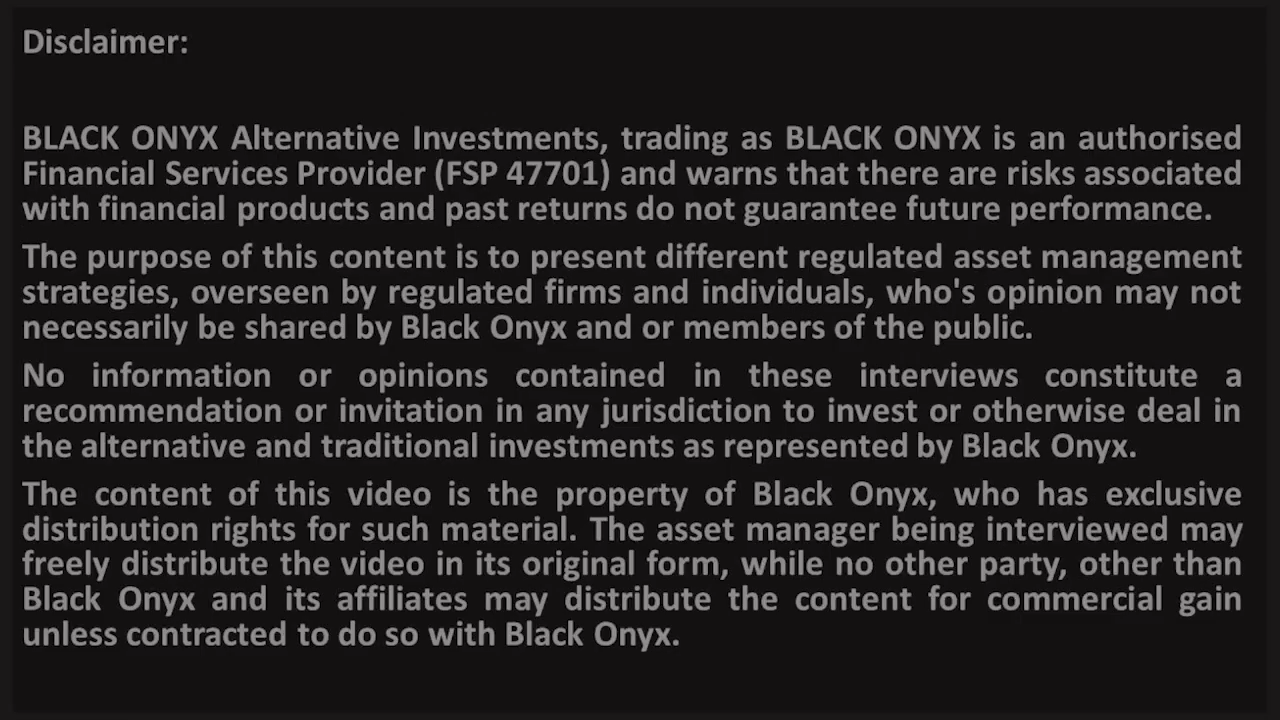 Disclaimer:
BLACK ONYX Alternative Investments, trading as BLACK ONYX is an authorised
Financial Services Provider (FSP 47701) and warns that there are risks associated
with financial products and past returns do not guarantee future performance.
The purpose of this content is to present different regulated asset management
strategies, overseen by regulated firms and individuals, who's opinion may not
necessarily be shared by Black Onyx and or members of the public.
No information or opinions contained in these interviews constitute a
recommendation or invitation in any jurisdiction to invest or otherwise deal in
the alternative and traditional investments as represented by Black Onyx.
The content of this video is the property of Black Onyx, who has exclusive
distribution rights for such material. The asset manager being interviewed may
freely distribute the video in its original form, while no other party, other than
Black Onyx and its affiliates may distribute the content for commercial gain
unless contracted to do so with Black Onyx.